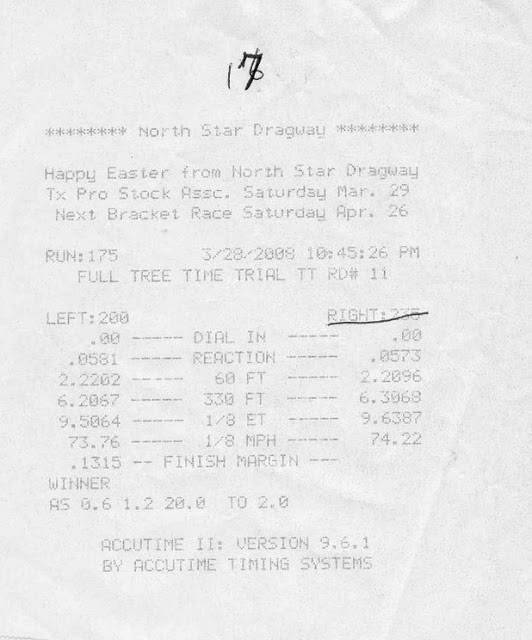 ******** North Star Dragway ********
Happy Easter from North Star Dragway
Tx Pro Stock Assc. Saturday Mar. 29
Next Bracket Race Saturday Apr. 26
RUN:175 3/28/2008 10:45:26 PM
FULL TREE TIME TRIAL TT RD# 11
LEFT:200 RIGHT:235
.00 ----- DIAL IN ----- .00
.0581 ----- REACTION ----- .0573
2.2202 ----- 60 FT ----- 2.2096
6.2067 ----- 330 FT ----- 6.3068
9.5064 ----- 1/8 ET ----- 9.6387
73.76 ----- 1/8 MPH ----- 74.22
.1315 -- FINISH MARGIN ---
WINNER
AS 0.6 1.2 20.0 TO 2.0
ACCUTIME II: VERSION 9.6.1
BY ACCUTIME TIMING SYSTEMS